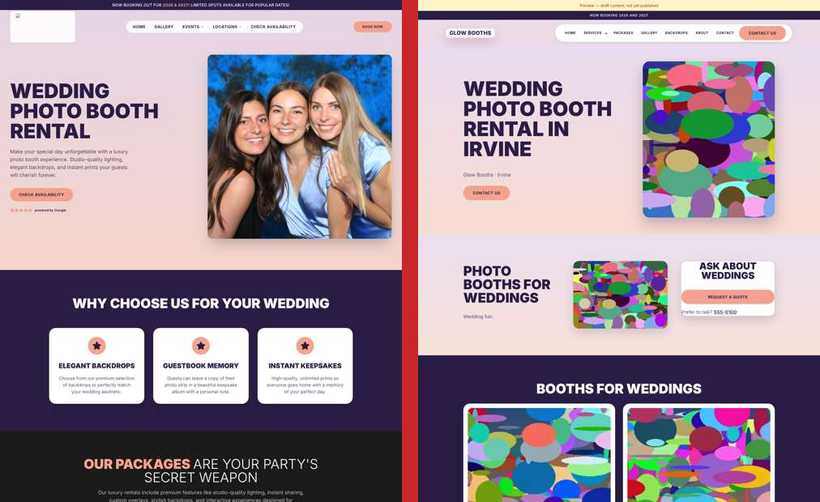 NOW BOOKING OUT FOR 2026 & 2027! LIMITED SPOTS AVAILABLE FOR POPULAR DATES!
HOME GALLERY EVENTS LOCATIONS CHECK AVAILABILITY
BOOK NOW
WEDDING
PHOTO BOOTH
RENTAL
Make your special day unforgettable with a luxury
photo booth experience. Studio-quality lighting,
elegant backdrops, and instant prints your guests
will cherish forever.
CHECK AVAILABILITY
powered by Google
WHY CHOOSE US FOR YOUR WEDDING
ELEGANT BACKDROPS
Choose from our premium selection
of backdrops to perfectly match
your wedding aesthetic.
GUESTBOOK MEMORY
Guests can leave a copy of their
photo strip in a beautiful keepsake
album with a personal note.
INSTANT KEEPSAKES
High-quality, unlimited prints so
everyone goes home with a memory
of your perfect day.
OUR PACKAGES ARE YOUR PARTY'S
SECRET WEAPON
Our luxury rentals include premium features like studio-quality lighting, instant sharing,
custom overlays, stylish backdrops, and interactive experiences designed for
Preview — draft content, not yet published
NOW BOOKING 2026 AND 2027
GLOW BOOTHS
HOME SERVICES PACKAGES GALLERY BACKDROPS ABOUT CONTACT
CONTACT US
WEDDING
PHOTO BOOTH
RENTAL IN
IRVINE
Glow Booths · Irvine
CONTACT US
PHOTO
BOOTHS FOR
WEDDINGS
Wedding fun.
ASK ABOUT
WEDDINGS
REQUEST A QUOTE
Prefer to talk? 555-0100
BOOTHS FOR WEDDINGS